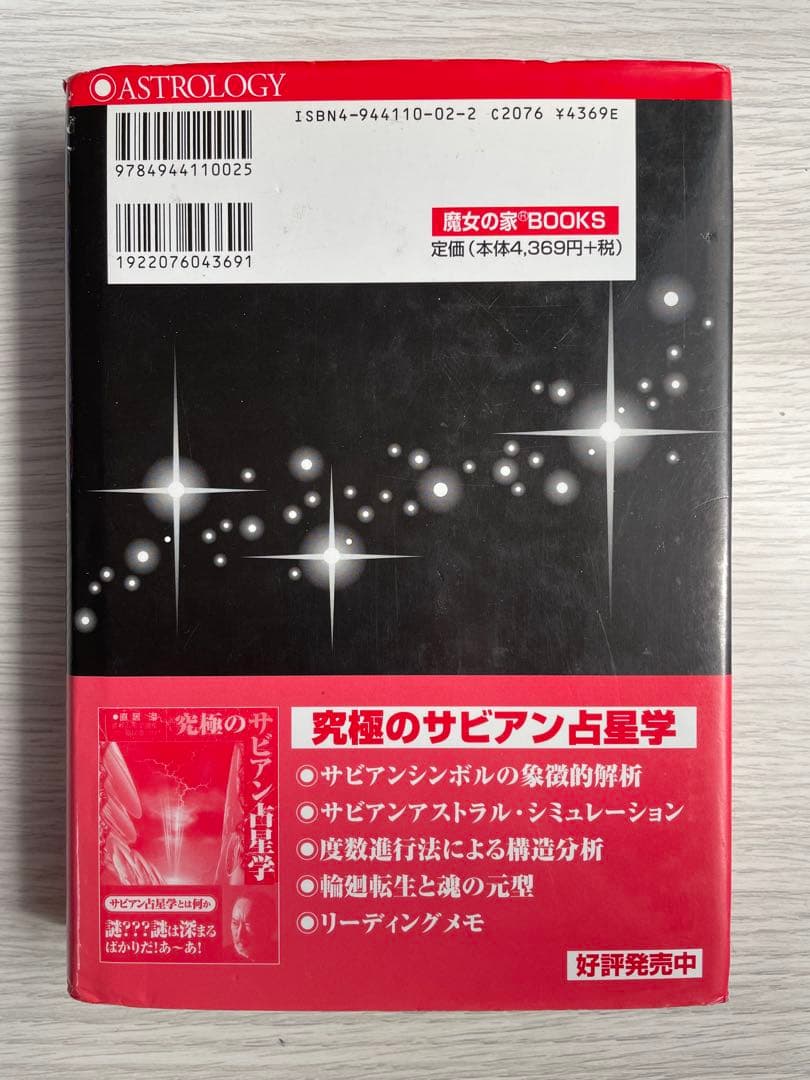 ◉ASTROLOGY
ISBN4-944110-02-2 C2076 ¥4369E
9784944110025
1922076043691
魔女の家®BOOKS
定価(本体4,369円+税)
●直居 
究極の
サビアン占星学
サビアン占星学とは何か
謎???謎は深まる
ばかりだ!あ〜あ!
究極のサビアン占星学
◉サビアンシンボルの象徴的解析
◉サビアンアストラル・シミュレーション
◉度数進行法による構造分析
◉輪廻転生と魂の元型
◉リーディングメモ
好評発売中